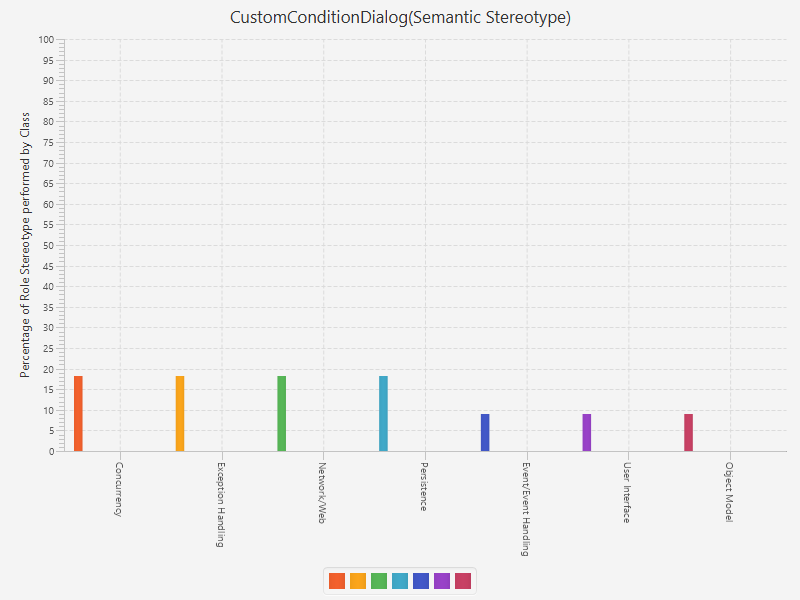 CustomConditionDialog(Semantic Stereotype)
Percentage of Role Stereotype performed by Class
100
95
90
85
80
75
70
65
60
55
50
45
40
35
30
25
20
15
10
5
0
Concurrency
Exception Handling
Network/Web
Persistence
Event/Event Handling
User Interface
Object Model